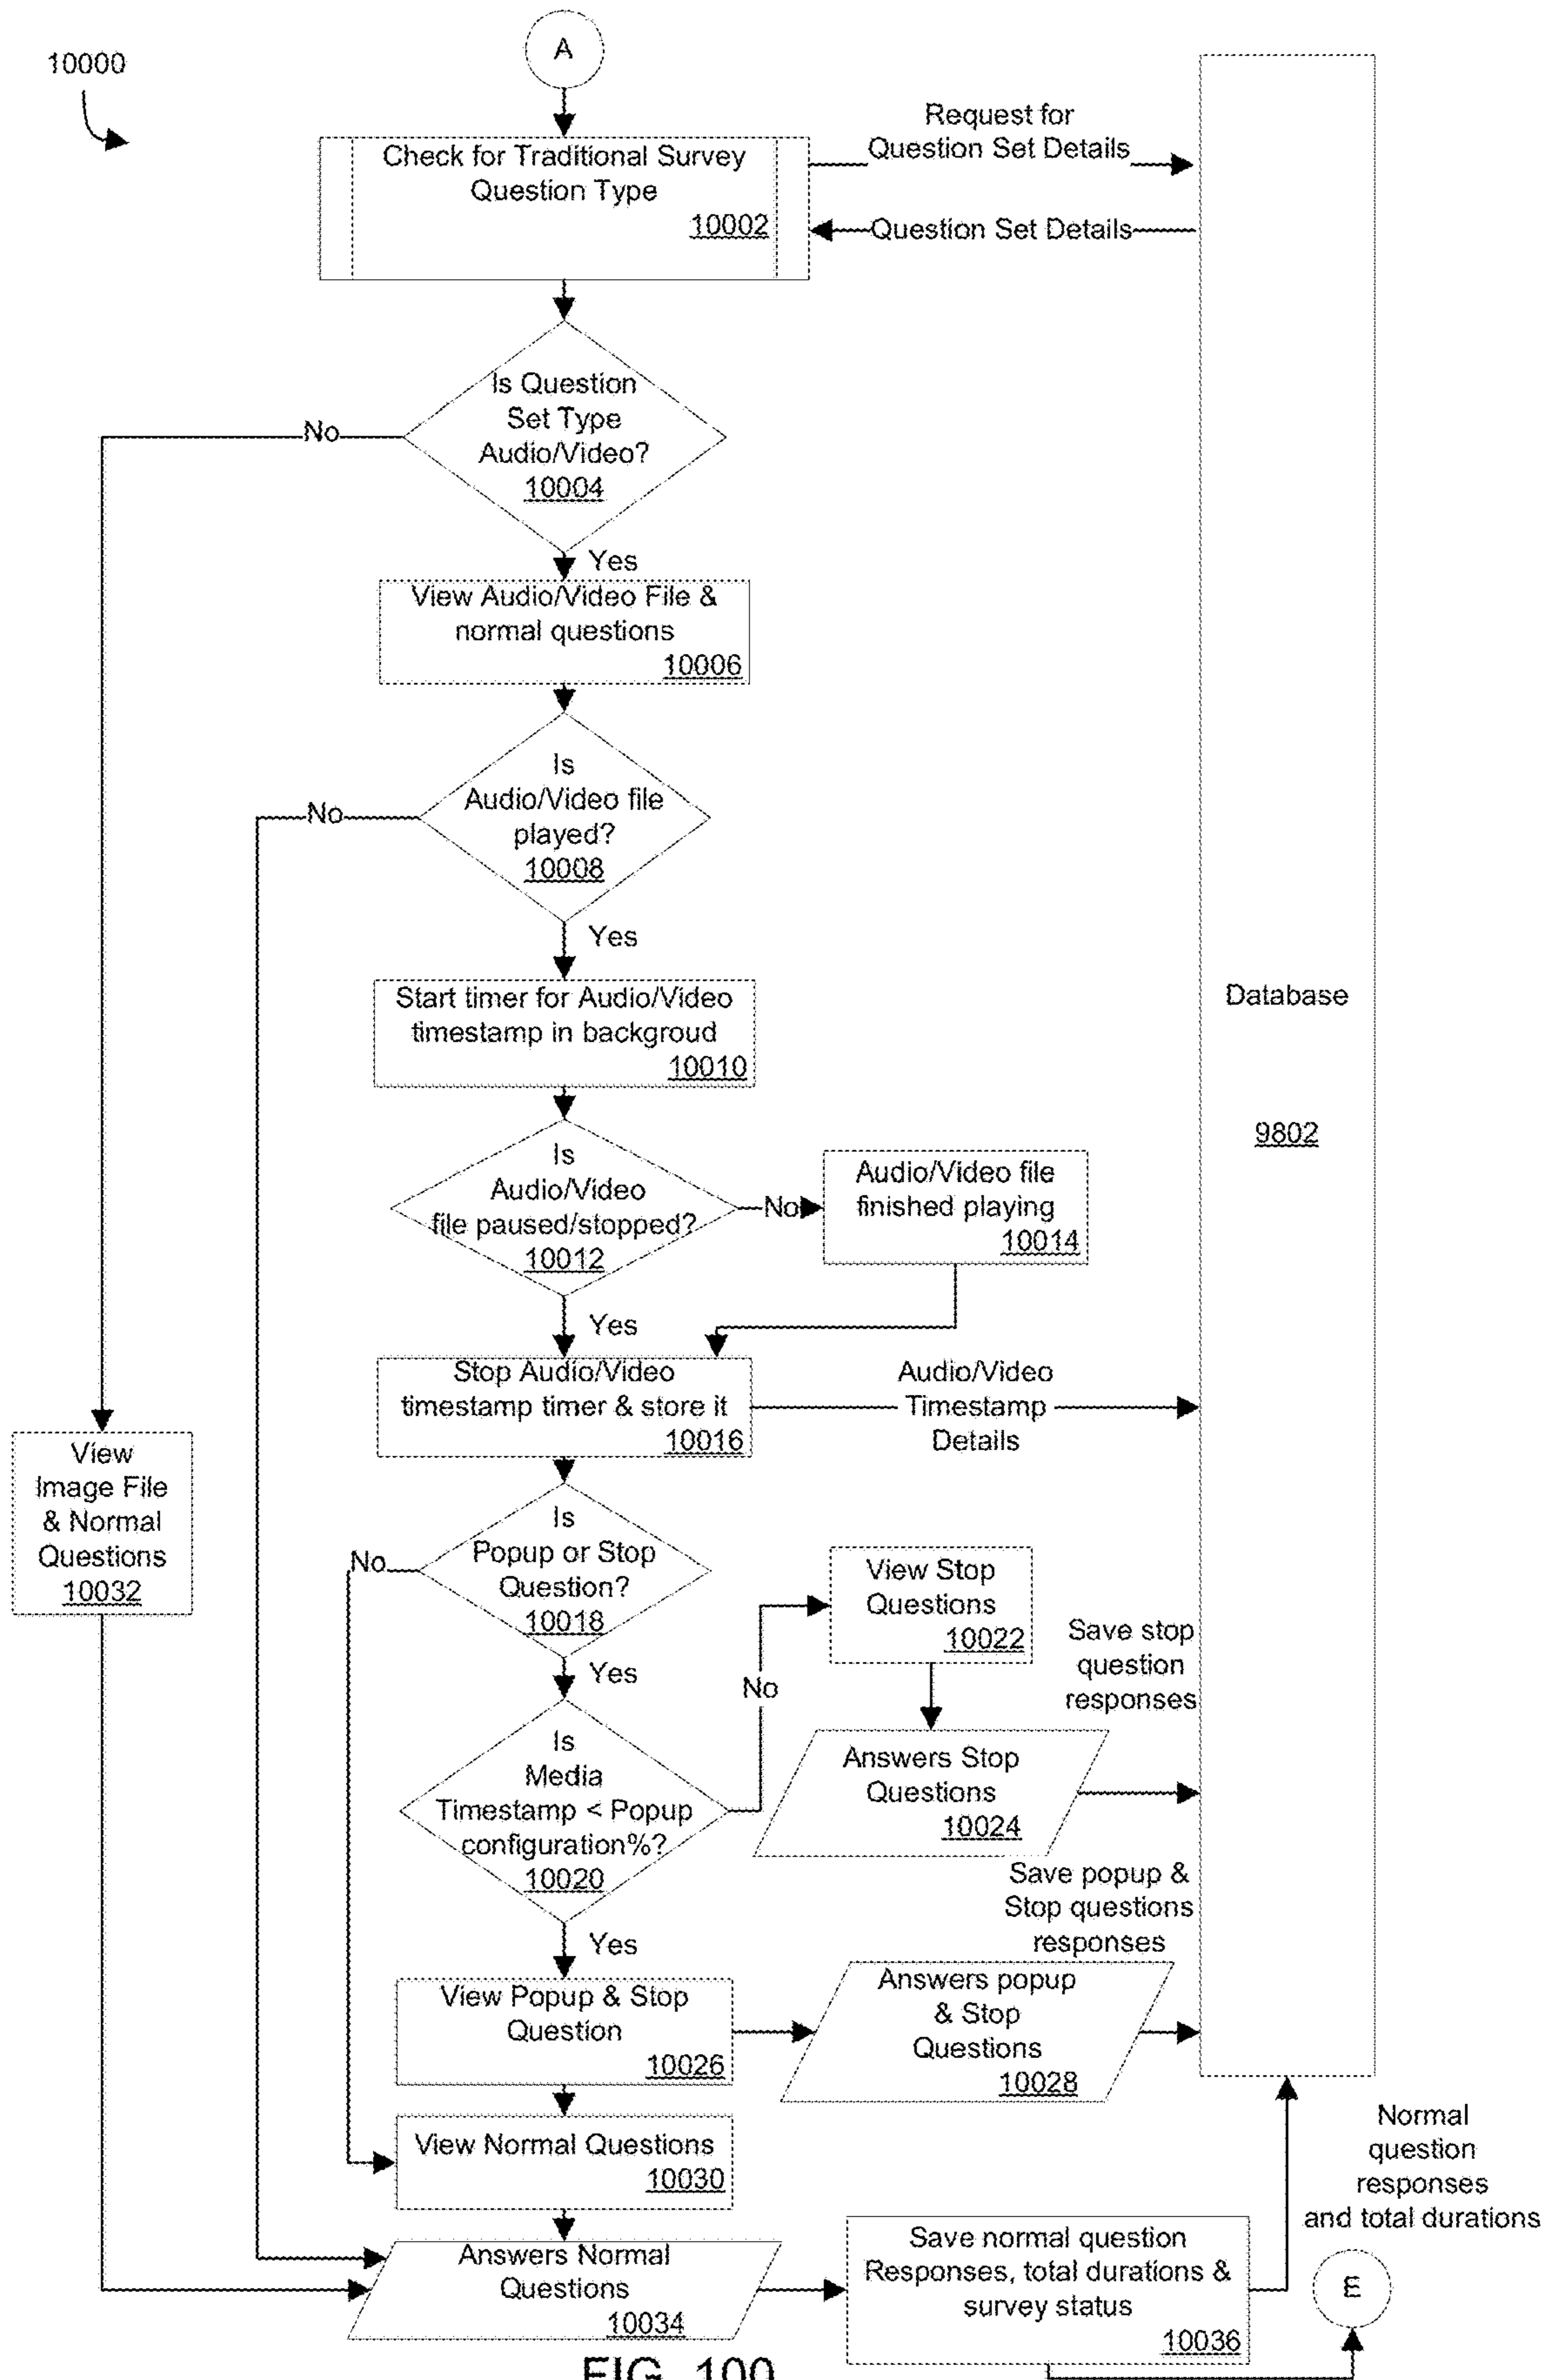 A
10000
Request for
Question Set Details
Check for Traditional Survey
Question Type
10002
Question Set Details
Is Question
Set Type
Audio/Video?
10004
No
Yes
View Audio/Video File &
normal questions
10006
Is
Audio/Video file
played?
10008
No
Yes
Start timer for Audio/Video
timestamp in backgroud
10010
Database
9802
Is
Audio/Video
file paused/stopped?
10012
No
Audio/Video file
finished playing
10014
Yes
Stop Audio/Video
timestamp timer & store it
10016
Audio/Video
Timestamp
Details
View
Image File
& Normal
Questions
10032
Is
Popup or Stop
Question?
10018
No
Yes
View Stop
Questions
10022
Save stop
question
responses
No
Is
Media
Timestamp < Popup
configuration%?
10020
Answers Stop
Questions
10024
Save popup &
Stop questions
responses
Yes
View Popup & Stop
Question
10026
Answers popup
& Stop
Questions
10028
View Normal Questions
10030
Normal
question
responses
and total durations
Answers Normal
Questions
10034
Save normal question
Responses, total durations &
survey status
10036
E
FIG. 100